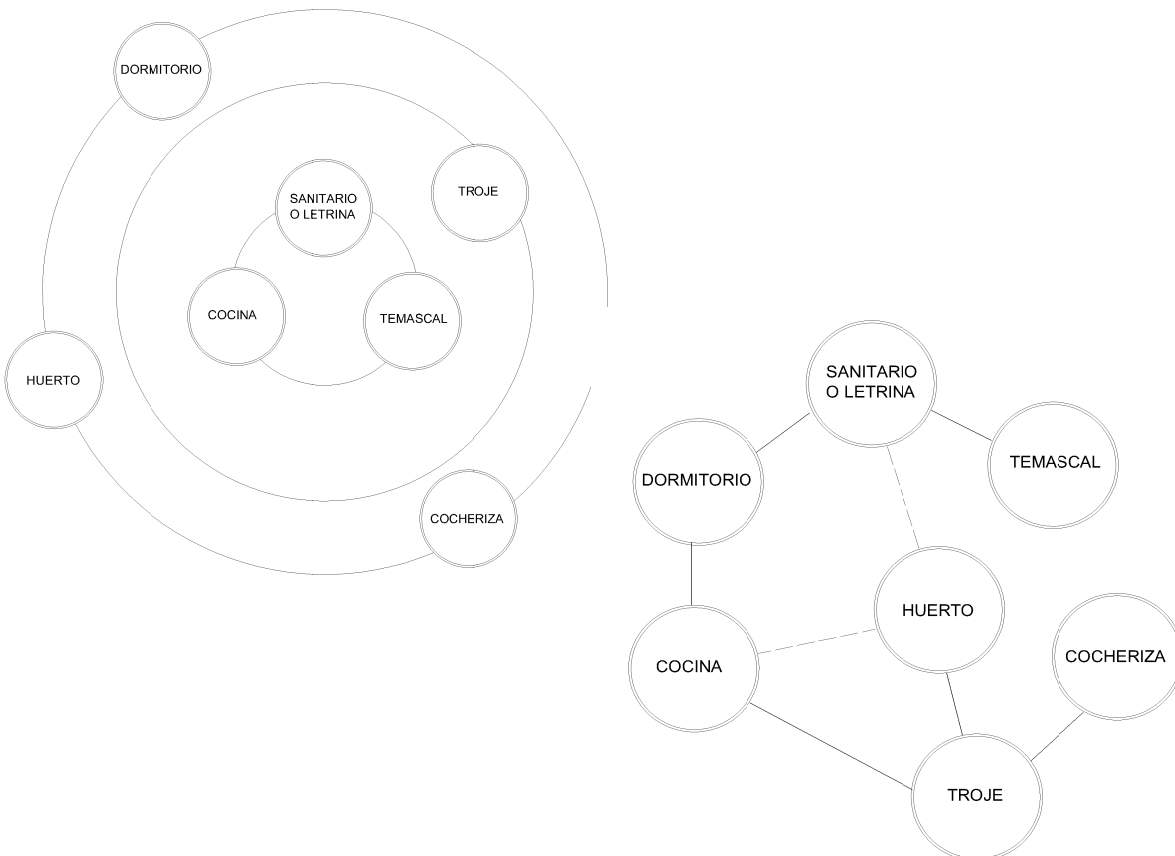 DORMITORIO
SANITARIO
O LETRINA
TROJE
COCINA
TEMASCAL
HUERTO
COCHERIZA
SANITARIO
O LETRINA
TEMASCAL
DORMITORIO
HUERTO
COCINA
COCHERIZA
TROJE